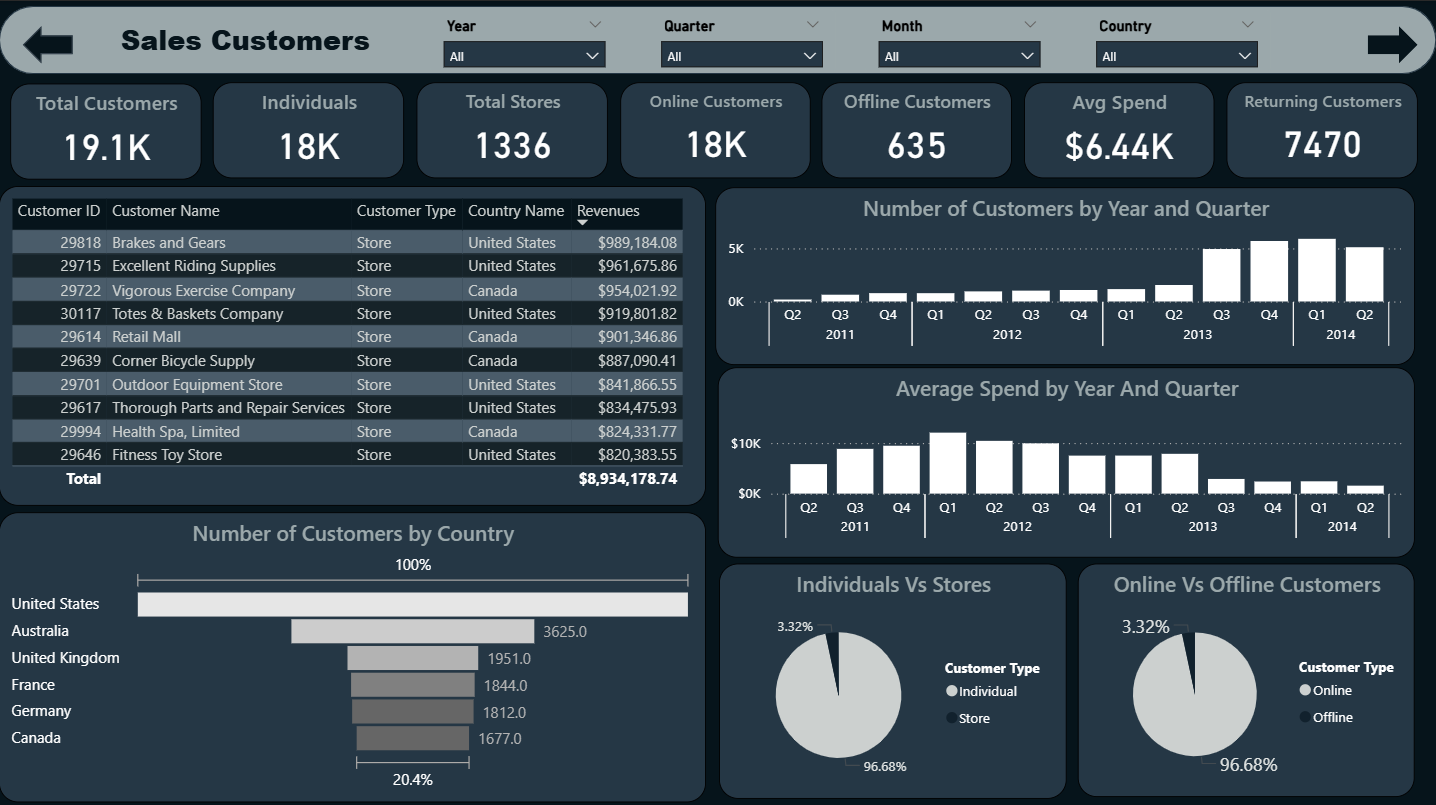 Sales Customers
Year
Quarter
Month
Country
All
All
All
All
Total Customers
19.1K
Individuals
18K
Total Stores
1336
Online Customers
18K
Offline Customers
635
Avg Spend
$6.44K
Returning Customers
7470
Customer ID Customer Name Customer Type Country Name Revenues
29818 Brakes and Gears Store United States $989,184.08
29715 Excellent Riding Supplies Store United States $961,675.86
29722 Vigorous Exercise Company Store Canada $954,021.92
30117 Totes & Baskets Company Store United States $919,801.82
29614 Retail Mall Store Canada $901,346.86
29639 Corner Bicycle Supply Store Canada $887,090.41
29701 Outdoor Equipment Store Store United States $841,866.55
29617 Thorough Parts and Repair Services Store United States $834,475.93
29994 Health Spa, Limited Store Canada $824,331.77
29646 Fitness Toy Store Store United States $820,383.55
Total $8,934,178.74
Number of Customers by Year and Quarter
5K
0K
Q2 Q3 Q4 Q1 Q2 Q3 Q4 Q1 Q2 Q3 Q4 Q1 Q2
2011 2012 2013 2014
Average Spend by Year And Quarter
$10K
$0K
Q2 Q3 Q4 Q1 Q2 Q3 Q4 Q1 Q2 Q3 Q4 Q1 Q2
2011 2012 2013 2014
Number of Customers by Country
100%
United States
Australia 3625.0
United Kingdom 1951.0
France 1844.0
Germany 1812.0
Canada 1677.0
20.4%
Individuals Vs Stores
3.32%
96.68%
Customer Type
Individual
Store
Online Vs Offline Customers
3.32%
96.68%
Customer Type
Online
Offline